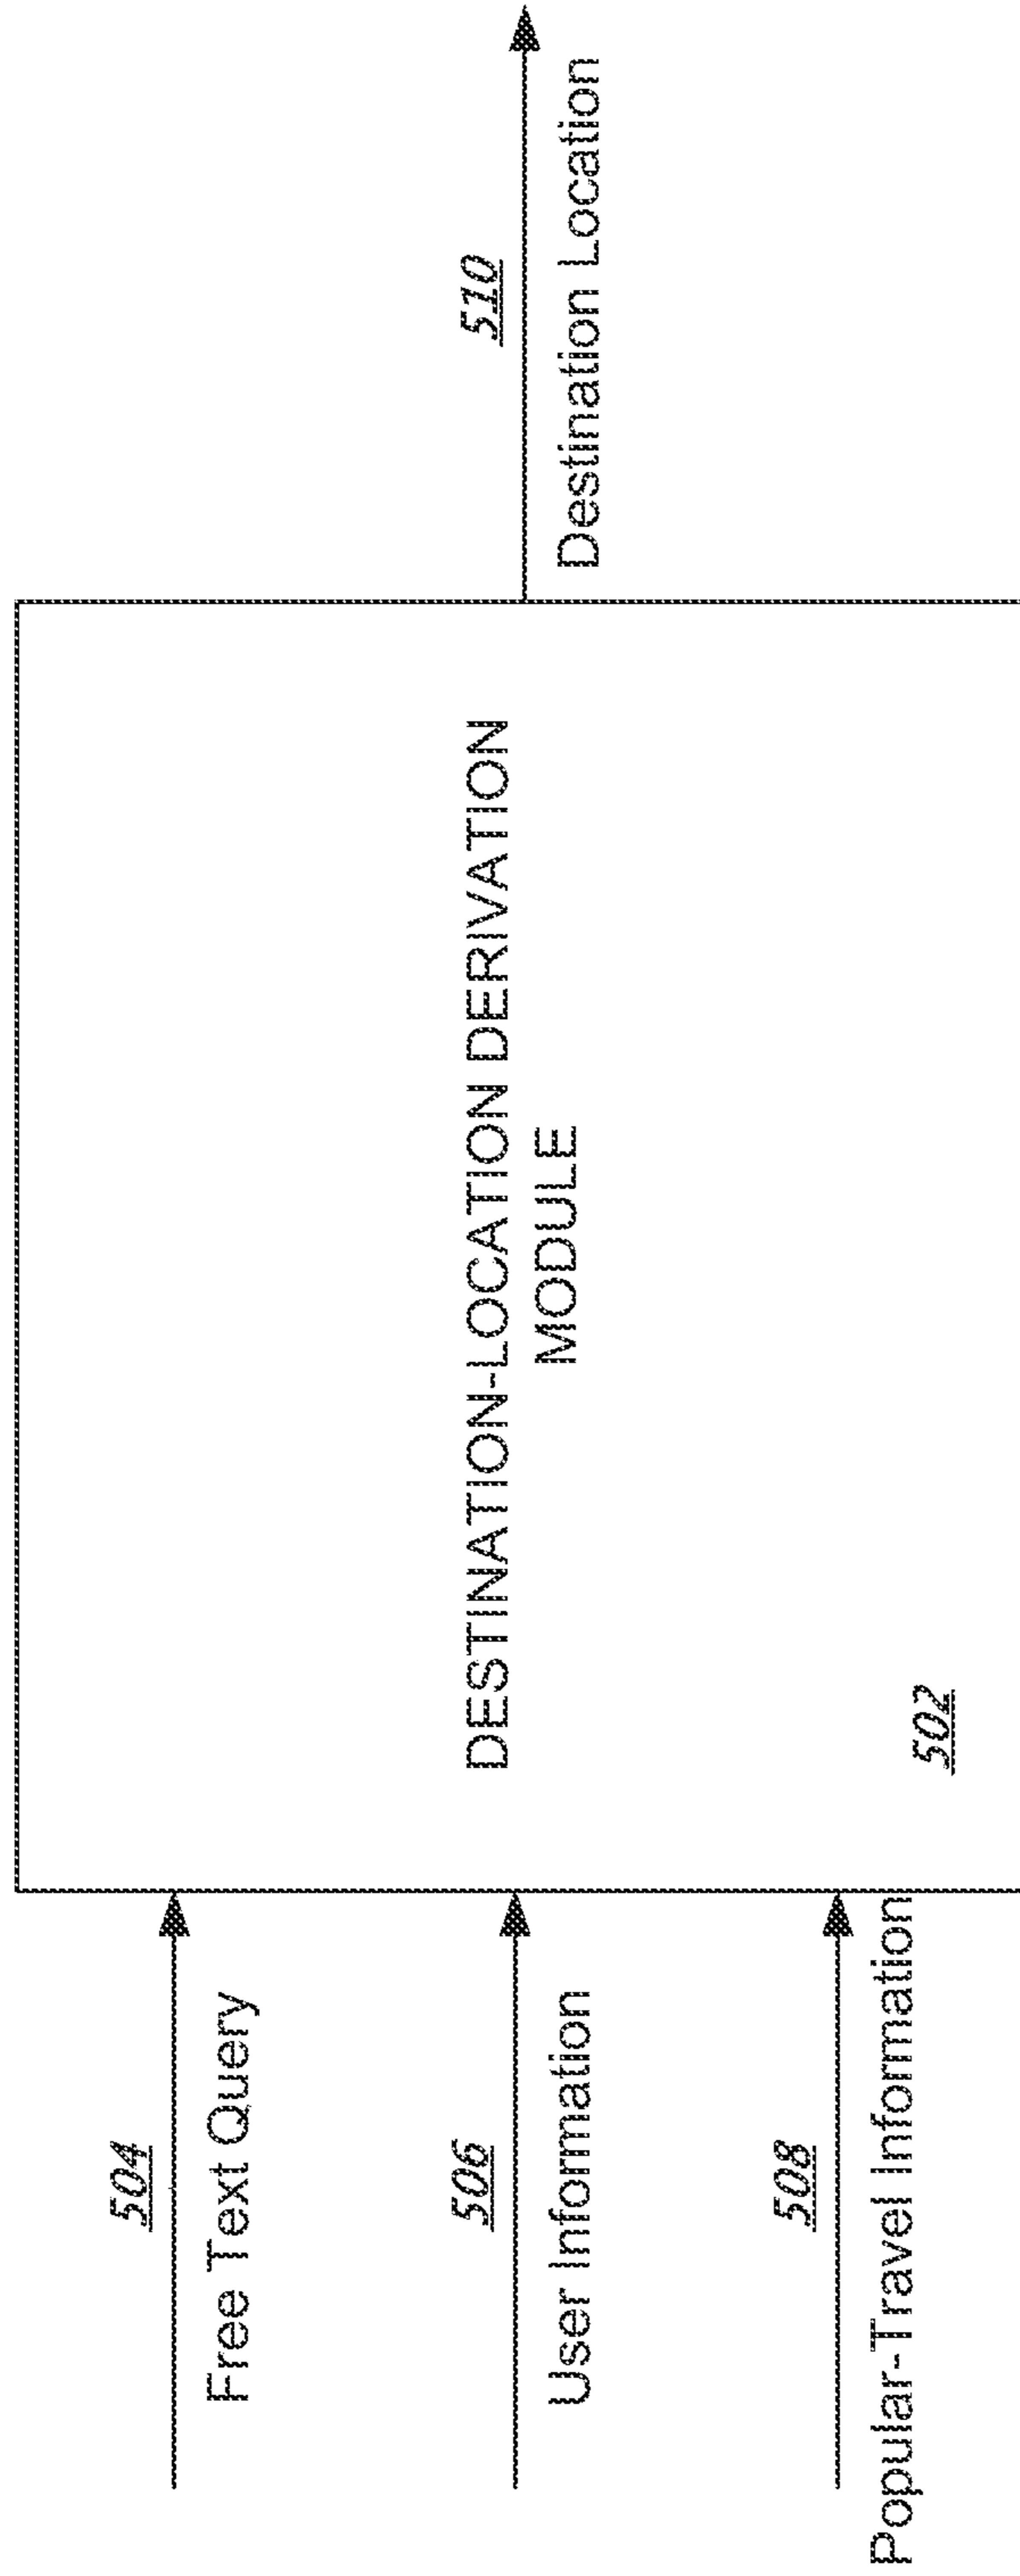 504
Free Text Query
506
User Information
508
Popular-Travel Information
DESTINATION-LOCATION DERIVATION
MODULE
502
510
Destination Location